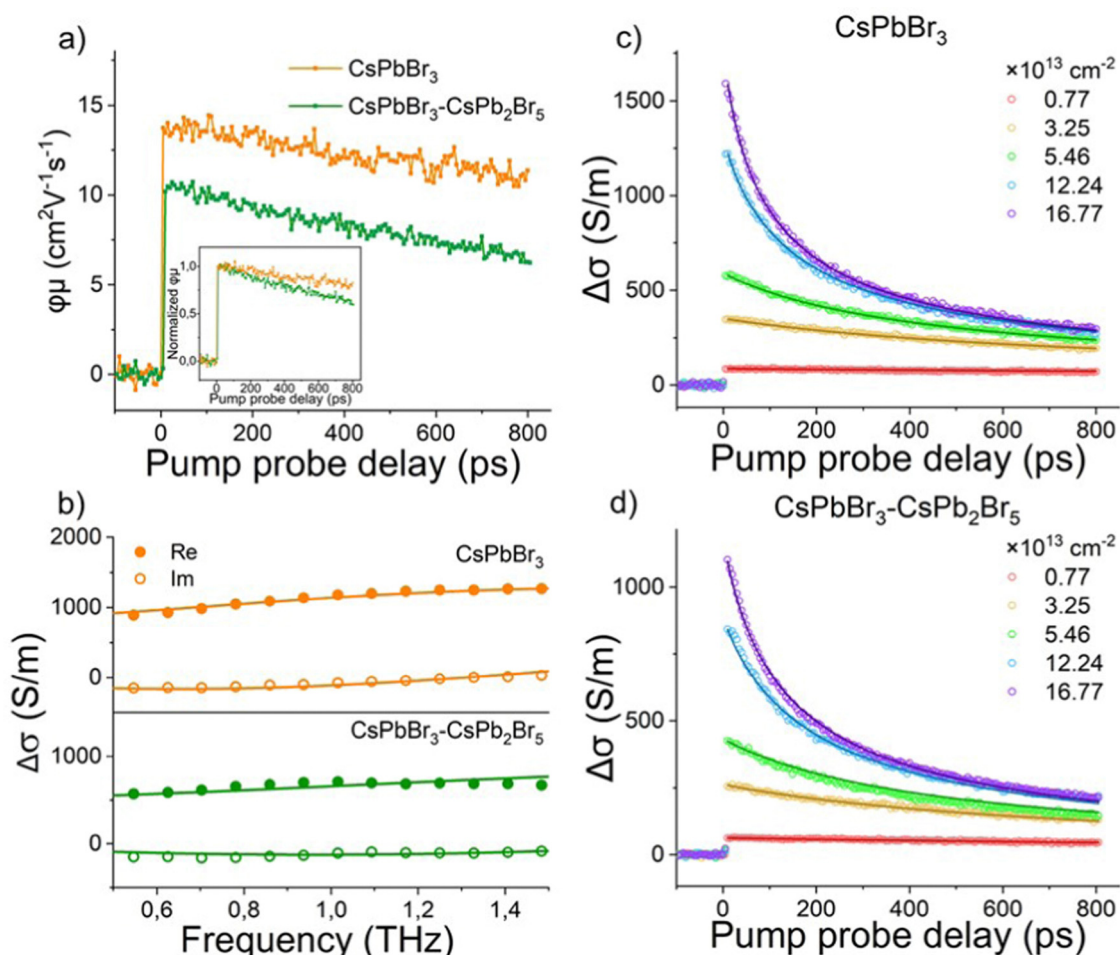 a)
CsPbBr₃
CsPbBr₃-CsPb₂Br₅
15
10
5
0
φμ (cm²V⁻¹s⁻¹)
1,0
0,5
0,0
Normalized φμ
0 200 400 600 800
Pump probe delay (ps)
0 200 400 600 800
Pump probe delay (ps)
b)
2000
1000
0
1000
0
Δσ (S/m)
Re
Im
CsPbBr₃
CsPbBr₃-CsPb₂Br₅
0,6 0,8 1,0 1,2 1,4
Frequency (THz)
c)
CsPbBr₃
×10¹³ cm⁻²
0.77
3.25
5.46
12.24
16.77
1500
1000
500
0
Δσ (S/m)
0 200 400 600 800
Pump probe delay (ps)
d)
CsPbBr₃-CsPb₂Br₅
×10¹³ cm⁻²
0.77
3.25
5.46
12.24
16.77
1000
500
0
Δσ (S/m)
0 200 400 600 800
Pump probe delay (ps)